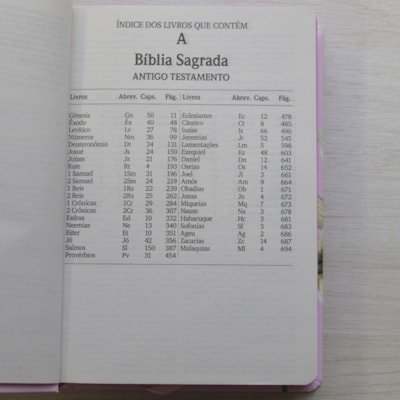 ÍNDICE DOS LIVROS QUE CONTÉM
A
Bíblia Sagrada
ANTIGO TESTAMENTO
Livros Abrev. Caps. Pág. Livros Abrev. Caps. Pág.
Gênesis Gn 50 11 Eclesiastes Ec 12 478
Êxodo Êx 40 48 Cântico Ct 8 485
Levítico Lv 27 78 Isaías Is 66 490
Números Nm 36 99 Jeremias Jr 52 545
Deuteronômio Dt 34 131 Lamentações Lm 5 598
Josué Js 24 159 Ezequiel Ez 48 603
Juízes Jz 21 176 Daniel Dn 12 641
Rute Rt 4 193 Oseias Os 14 652
1 Samuel 1Sm 31 196 Joel Jl 3 661
2 Samuel 2Sm 24 219 Amós Am 9 664
1 Reis 1Rs 22 239 Obadias Ob 1 671
2 Reis 2Rs 25 262 Jonas Jn 4 672
1 Crônicas 1Cr 29 284 Miqueias Mq 7 673
2 Crônicas 2Cr 36 307 Naum Na 3 678
Esdras Ed 10 332 Habacuque Hc 3 681
Neemias Ne 13 340 Sofonias Sf 3 683
Ester Et 10 351 Ageu Ag 2 686
Jó Jó 42 356 Zacarias Zc 14 687
Salmos Sl 150 387 Malaquias Ml 4 694
Provérbios Pv 31 454